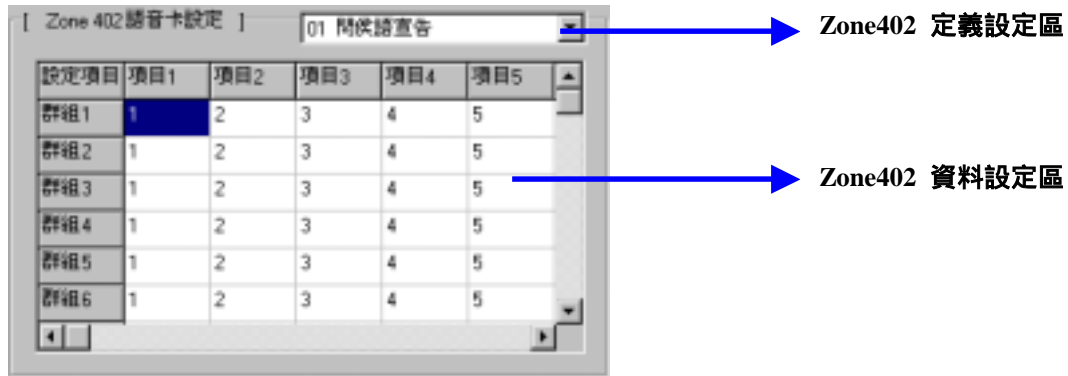 [ Zone 402語音卡設定 ]
01 問侯語宣告
Zone402 定義設定區
設定項目 項目1 項目2 項目3 項目4 項目5
群組1 1 2 3 4 5
群組2 1 2 3 4 5
群組3 1 2 3 4 5
Zone402 資料設定區
群組4 1 2 3 4 5
群組5 1 2 3 4 5
群組6 1 2 3 4 5